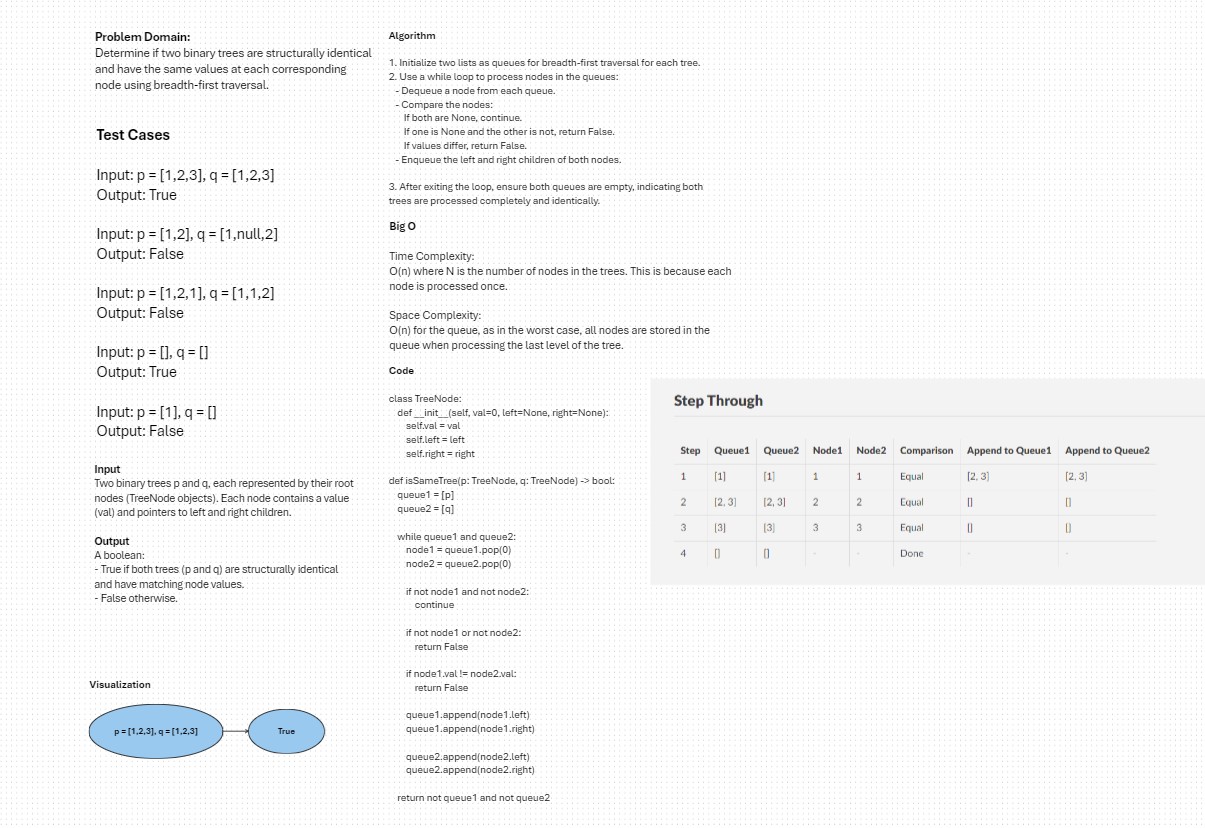 Problem Domain:
Determine if two binary trees are structurally identical
and have the same values at each corresponding
node using breadth-first traversal.
Test Cases
Input: p = [1,2,3], q = [1,2,3]
Output: True
Input: p = [1,2], q = [1,null,2]
Output: False
Input: p = [1,2,1], q = [1,1,2]
Output: False
Input: p = [], q = []
Output: True
Input: p = [1], q = []
Output: False
Input
Two binary trees p and q, each represented by their root
nodes (TreeNode objects). Each node contains a value
(val) and pointers to left and right children.
Output
A boolean:
- True if both trees (p and q) are structurally identical
and have matching node values.
- False otherwise.
Visualization
p = [1,2,3], q = [1,2,3]
True
Algorithm
1. Initialize two lists as queues for breadth-first traversal for each tree.
2. Use a while loop to process nodes in the queues:
- Dequeue a node from each queue.
- Compare the nodes:
If both are None, continue.
If one is None and the other is not, return False.
If values differ, return False.
- Enqueue the left and right children of both nodes.
3. After exiting the loop, ensure both queues are empty, indicating both
trees are processed completely and identically.
Big O
Time Complexity:
O(n) where N is the number of nodes in the trees. This is because each
node is processed once.
Space Complexity:
O(n) for the queue, as in the worst case, all nodes are stored in the
queue when processing the last level of the tree.
Code
class TreeNode:
def __init__(self, val=0, left=None, right=None):
self.val = val
self.left = left
self.right = right
def isSameTree(p: TreeNode, q: TreeNode) -> bool:
queue1 = [p]
queue2 = [q]
while queue1 and queue2:
node1 = queue1.pop(0)
node2 = queue2.pop(0)
if not node1 and not node2:
continue
if not node1 or not node2:
return False
if node1.val != node2.val:
return False
queue1.append(node1.left)
queue1.append(node1.right)
queue2.append(node2.left)
queue2.append(node2.right)
return not queue1 and not queue2
Step Through
Step Queue1 Queue2 Node1 Node2 Comparison Append to Queue1 Append to Queue2
1 [1] [1] 1 1 Equal [2, 3] [2, 3]
2 [2, 3] [2, 3] 2 2 Equal [] []
3 [3] [3] 3 3 Equal [] []
4 [] [] - - Done - -